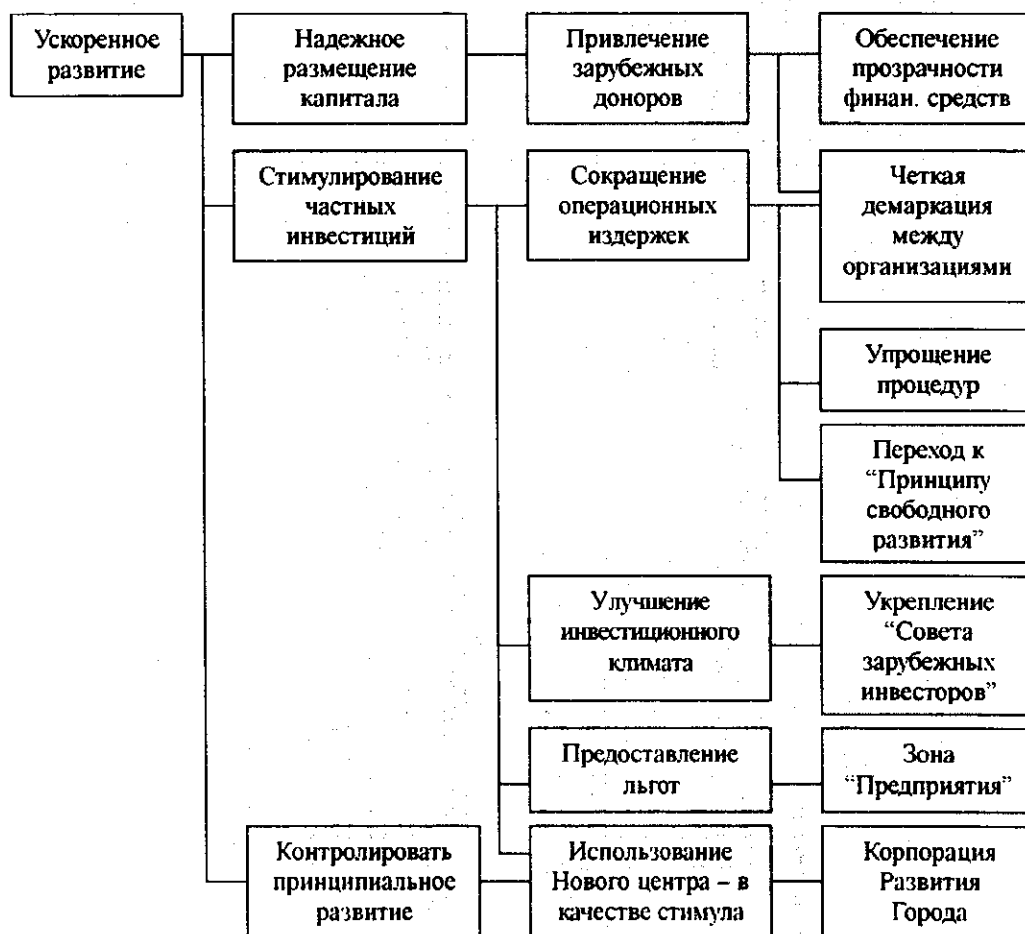 Ускоренное
развитие
Надежное
размещение
капитала
Привлечение
зарубежных
доноров
Обеспечение
прозрачности
финан. средств
Стимулирование
частных
инвестиций
Сокращение
операционных
издержек
Четкая
демаркация
между
организациями
Упрощение
процедур
Переход к
“Принципу
свободного
развития”
Улучшение
инвестиционного
климата
Укрепление
“Совета
зарубежных
инвесторов”
Предоставление
льгот
Зона
“Предприятия”
Контролировать
принципиальное
развитие
Использование
Нового центра – в
качестве стимула
Корпорация
Развития
Города